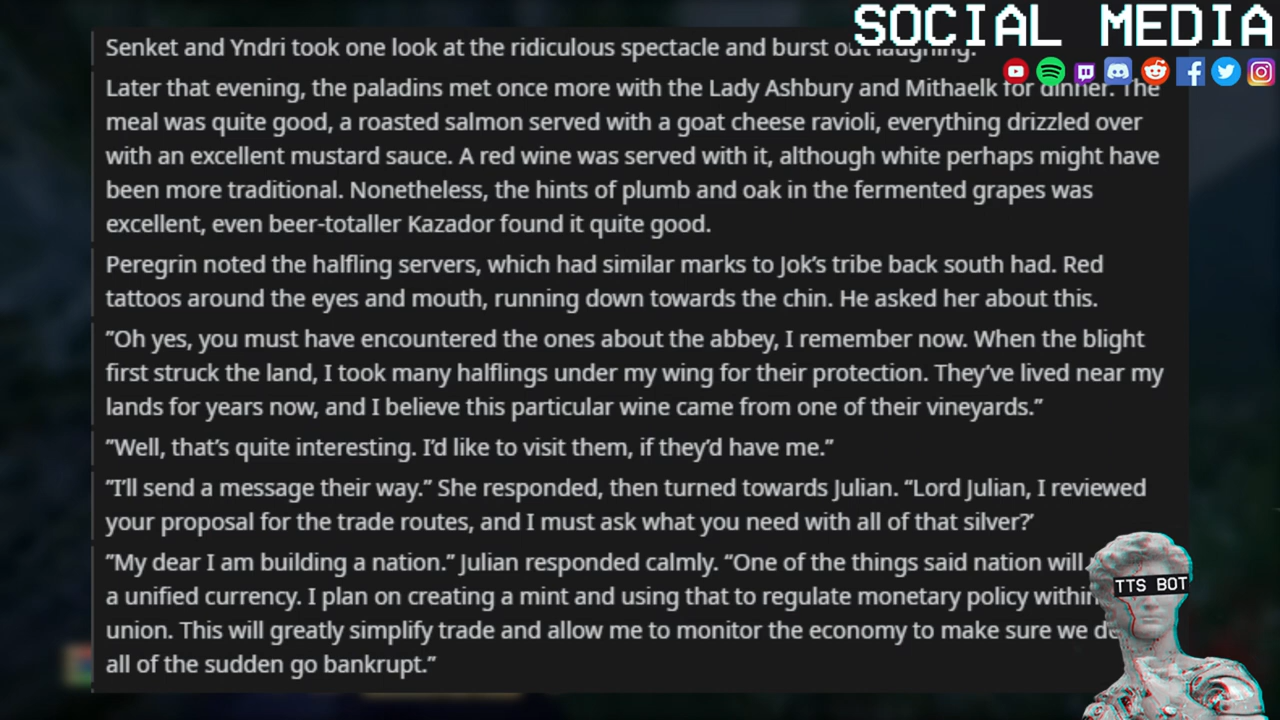 SOCIAL MEDIA
Senket and Yndri took one look at the ridiculous spectacle and burst out laughing.
Later that evening, the paladins met once more with the Lady Ashbury and Mithaelk for dinner. The
meal was quite good, a roasted salmon served with a goat cheese ravioli, everything drizzled over
with an excellent mustard sauce. A red wine was served with it, although white perhaps might have
been more traditional. Nonetheless, the hints of plumb and oak in the fermented grapes was
excellent, even beer-totaller Kazador found it quite good.
Peregrin noted the halfling servers, which had similar marks to Jok’s tribe back south had. Red
tattoos around the eyes and mouth, running down towards the chin. He asked her about this.
”Oh yes, you must have encountered the ones about the abbey, I remember now. When the blight
first struck the land, I took many halflings under my wing for their protection. They’ve lived near my
lands for years now, and I believe this particular wine came from one of their vineyards.”
”Well, that’s quite interesting. I’d like to visit them, if they’d have me.”
”I’ll send a message their way.” She responded, then turned towards Julian. “Lord Julian, I reviewed
your proposal for the trade routes, and I must ask what you need with all of that silver?’
”My dear I am building a nation.” Julian responded calmly. “One of the things said nation will
a unified currency. I plan on creating a mint and using that to regulate monetary policy within
union. This will greatly simplify trade and allow me to monitor the economy to make sure we
all of the sudden go bankrupt.”
TTS BOT